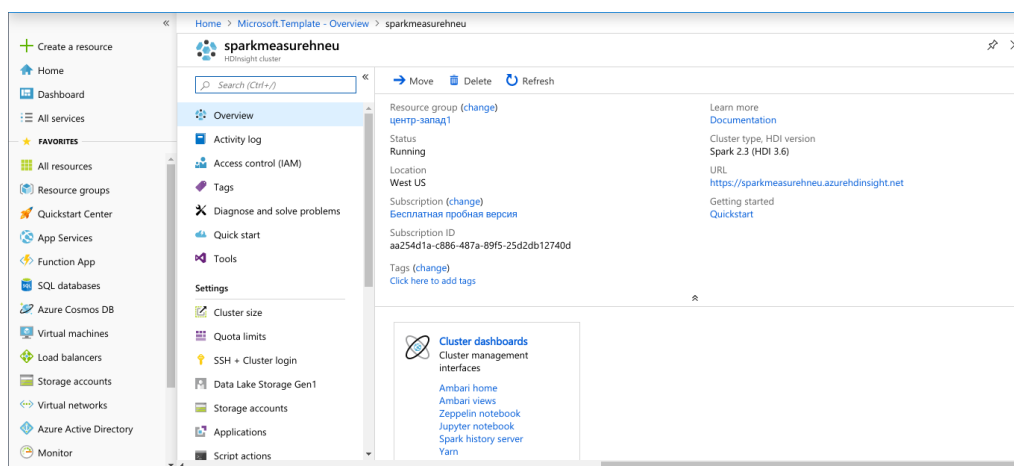 Home > Microsoft.Template - Overview > sparkmeasurehneu
Create a resource
Home
Dashboard
All services
FAVORITES
All resources
Resource groups
Quickstart Center
App Services
Function App
SQL databases
Azure Cosmos DB
Virtual machines
Load balancers
Storage accounts
Virtual networks
Azure Active Directory
Monitor
sparkmeasurehneu
HDInsight cluster
Search (Ctrl+/)
Overview
Activity log
Access control (IAM)
Tags
Diagnose and solve problems
Quick start
Tools
Settings
Cluster size
Quota limits
SSH + Cluster login
Data Lake Storage Gen1
Storage accounts
Applications
Script actions
Move Delete Refresh
Resource group (change)
центр-запад1
Status
Running
Location
West US
Subscription (change)
Бесплатная пробная версия
Subscription ID
aa254d1a-c886-487a-89f5-25d2db12740d
Tags (change)
Click here to add tags
Learn more
Documentation
Cluster type, HDI version
Spark 2.3 (HDI 3.6)
URL
https://sparkmeasurehneu.azurehdinsight.net
Getting started
Quickstart
Cluster dashboards
Cluster management
interfaces
Ambari home
Ambari views
Zeppelin notebook
Jupyter notebook
Spark history server
Yarn